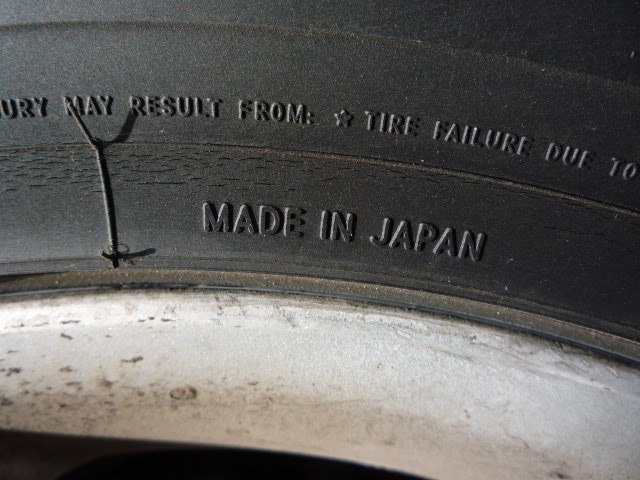 URY MAY RESULT FROM: ☆ TIRE FAILURE DUE TO
MADE IN JAPAN